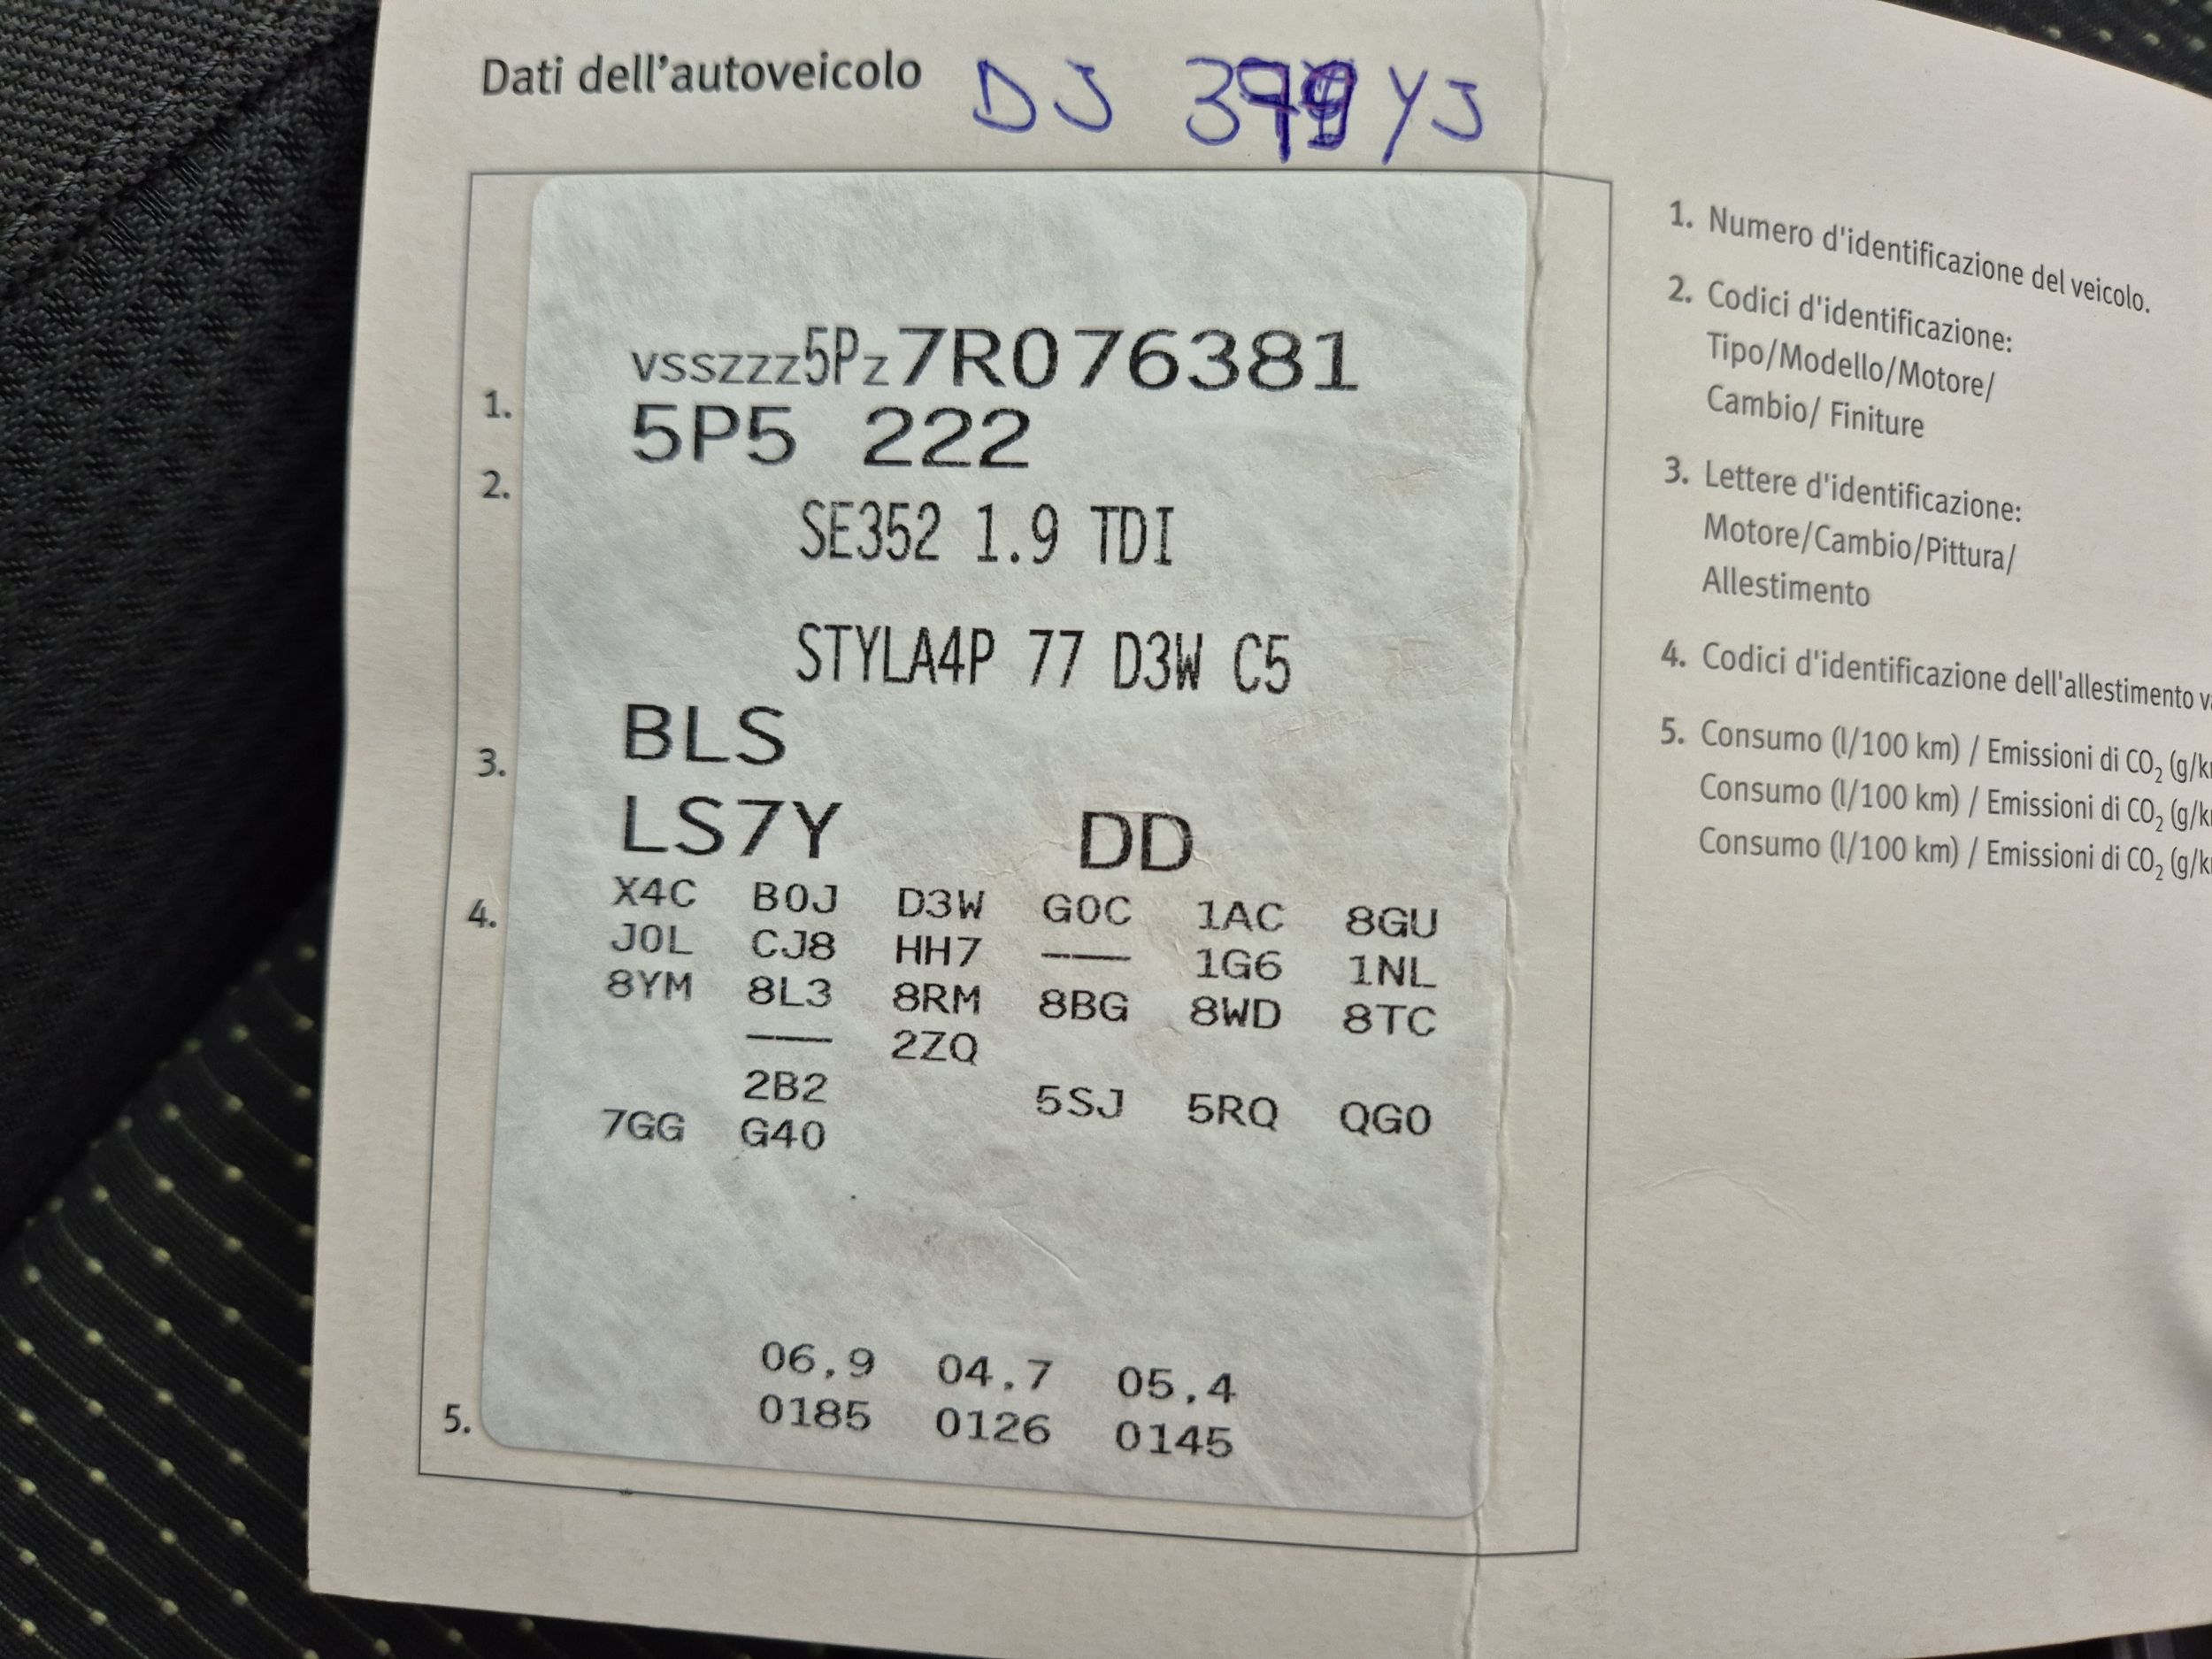 Dati dell'autoveicolo DJ 379 YJ
1. vsszzz5Pz7R076381
2. 5P5 222
SE352 1.9 TDI
STYLA4P 77 D3W C5
3. BLS
LS7Y DD
4. X4C B0J D3W G0C 1AC 8GU
J0L CJ8 HH7 --- 1G6 1NL
8YM 8L3 8RM 8BG 8WD 8TC
--- 2ZQ
2B2 5SJ 5RQ QG0
7GG G40
5. 06.9 04.7 05.4
0185 0126 0145
1. Numero d'identificazione del veicolo.
2. Codici d'identificazione:
Tipo/Modello/Motore/
Cambio/ Finiture
3. Lettere d'identificazione:
Motore/Cambio/Pittura/
Allestimento
4. Codici d'identificazione dell'allestimento
5. Consumo (l/100 km) / Emissioni di CO₂ (g/k
Consumo (l/100 km) / Emissioni di CO₂ (g/k
Consumo (l/100 km) / Emissioni di CO₂ (g/k